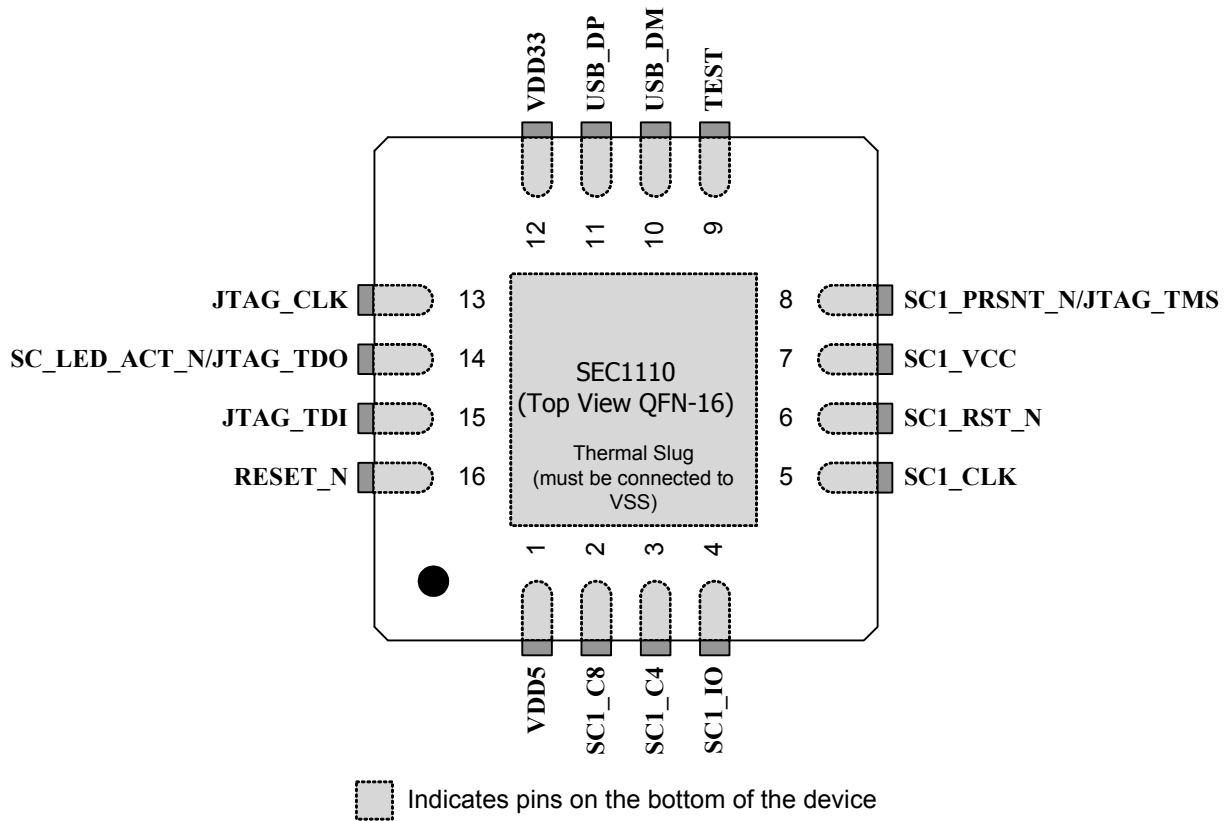 VDD33
USB_DP
USB_DM
TEST
12
11
10
9
JTAG_CLK
13
SC_LED_ACT_N/JTAG_TDO
14
JTAG_TDI
15
RESET_N
16
SEC1110
(Top View QFN-16)
Thermal Slug
(must be connected to
VSS)
8
SC1_PRSNT_N/JTAG_TMS
7
SC1_VCC
6
SC1_RST_N
5
SC1_CLK
1
2
3
4
VDD5
SC1_C8
SC1_C4
SC1_IO
Indicates pins on the bottom of the device